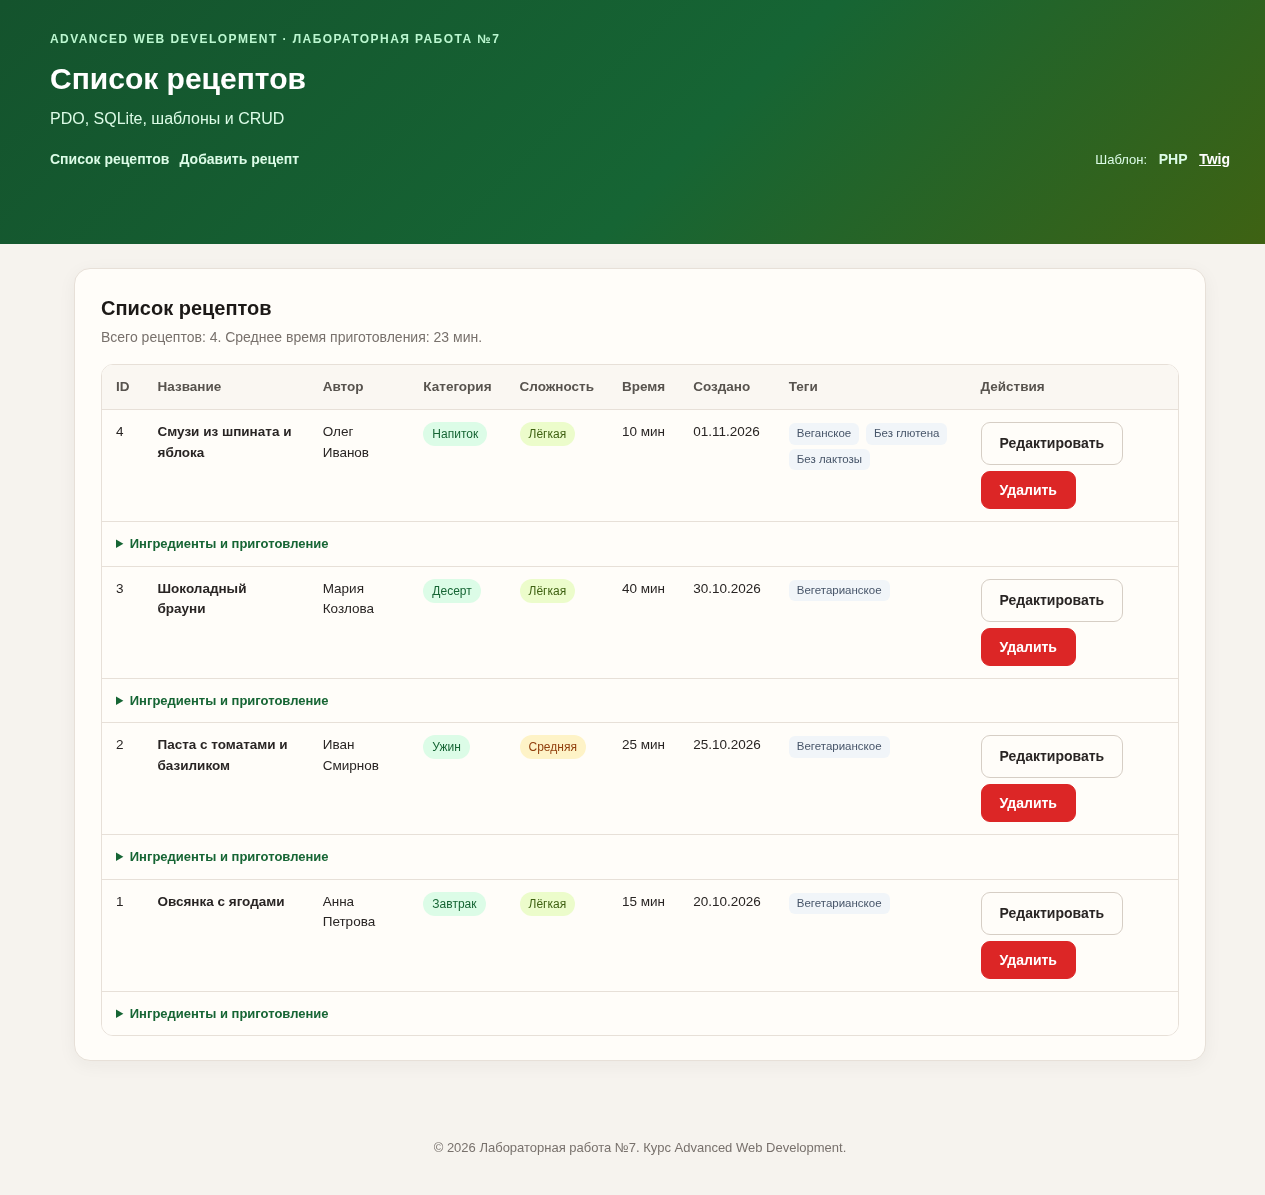 ADVANCED WEB DEVELOPMENT · ЛАБОРАТОРНАЯ РАБОТА №7
Список рецептов
PDO, SQLite, шаблоны и CRUD
Список рецептов Добавить рецепт Шаблон: PHP Twig
Список рецептов
Всего рецептов: 4. Среднее время приготовления: 23 мин.
ID Название Автор Категория Сложность Время Создано Теги Действия
4 Смузи из шпината и яблока Олег Иванов Напиток Лёгкая 10 мин 01.11.2026 Веганское Без глютена Без лактозы Редактировать Удалить
▶ Ингредиенты и приготовление
3 Шоколадный брауни Мария Козлова Десерт Лёгкая 40 мин 30.10.2026 Вегетарианское Редактировать Удалить
▶ Ингредиенты и приготовление
2 Паста с томатами и базиликом Иван Смирнов Ужин Средняя 25 мин 25.10.2026 Вегетарианское Редактировать Удалить
▶ Ингредиенты и приготовление
1 Овсянка с ягодами Анна Петрова Завтрак Лёгкая 15 мин 20.10.2026 Вегетарианское Редактировать Удалить
▶ Ингредиенты и приготовление
© 2026 Лабораторная работа №7. Курс Advanced Web Development.